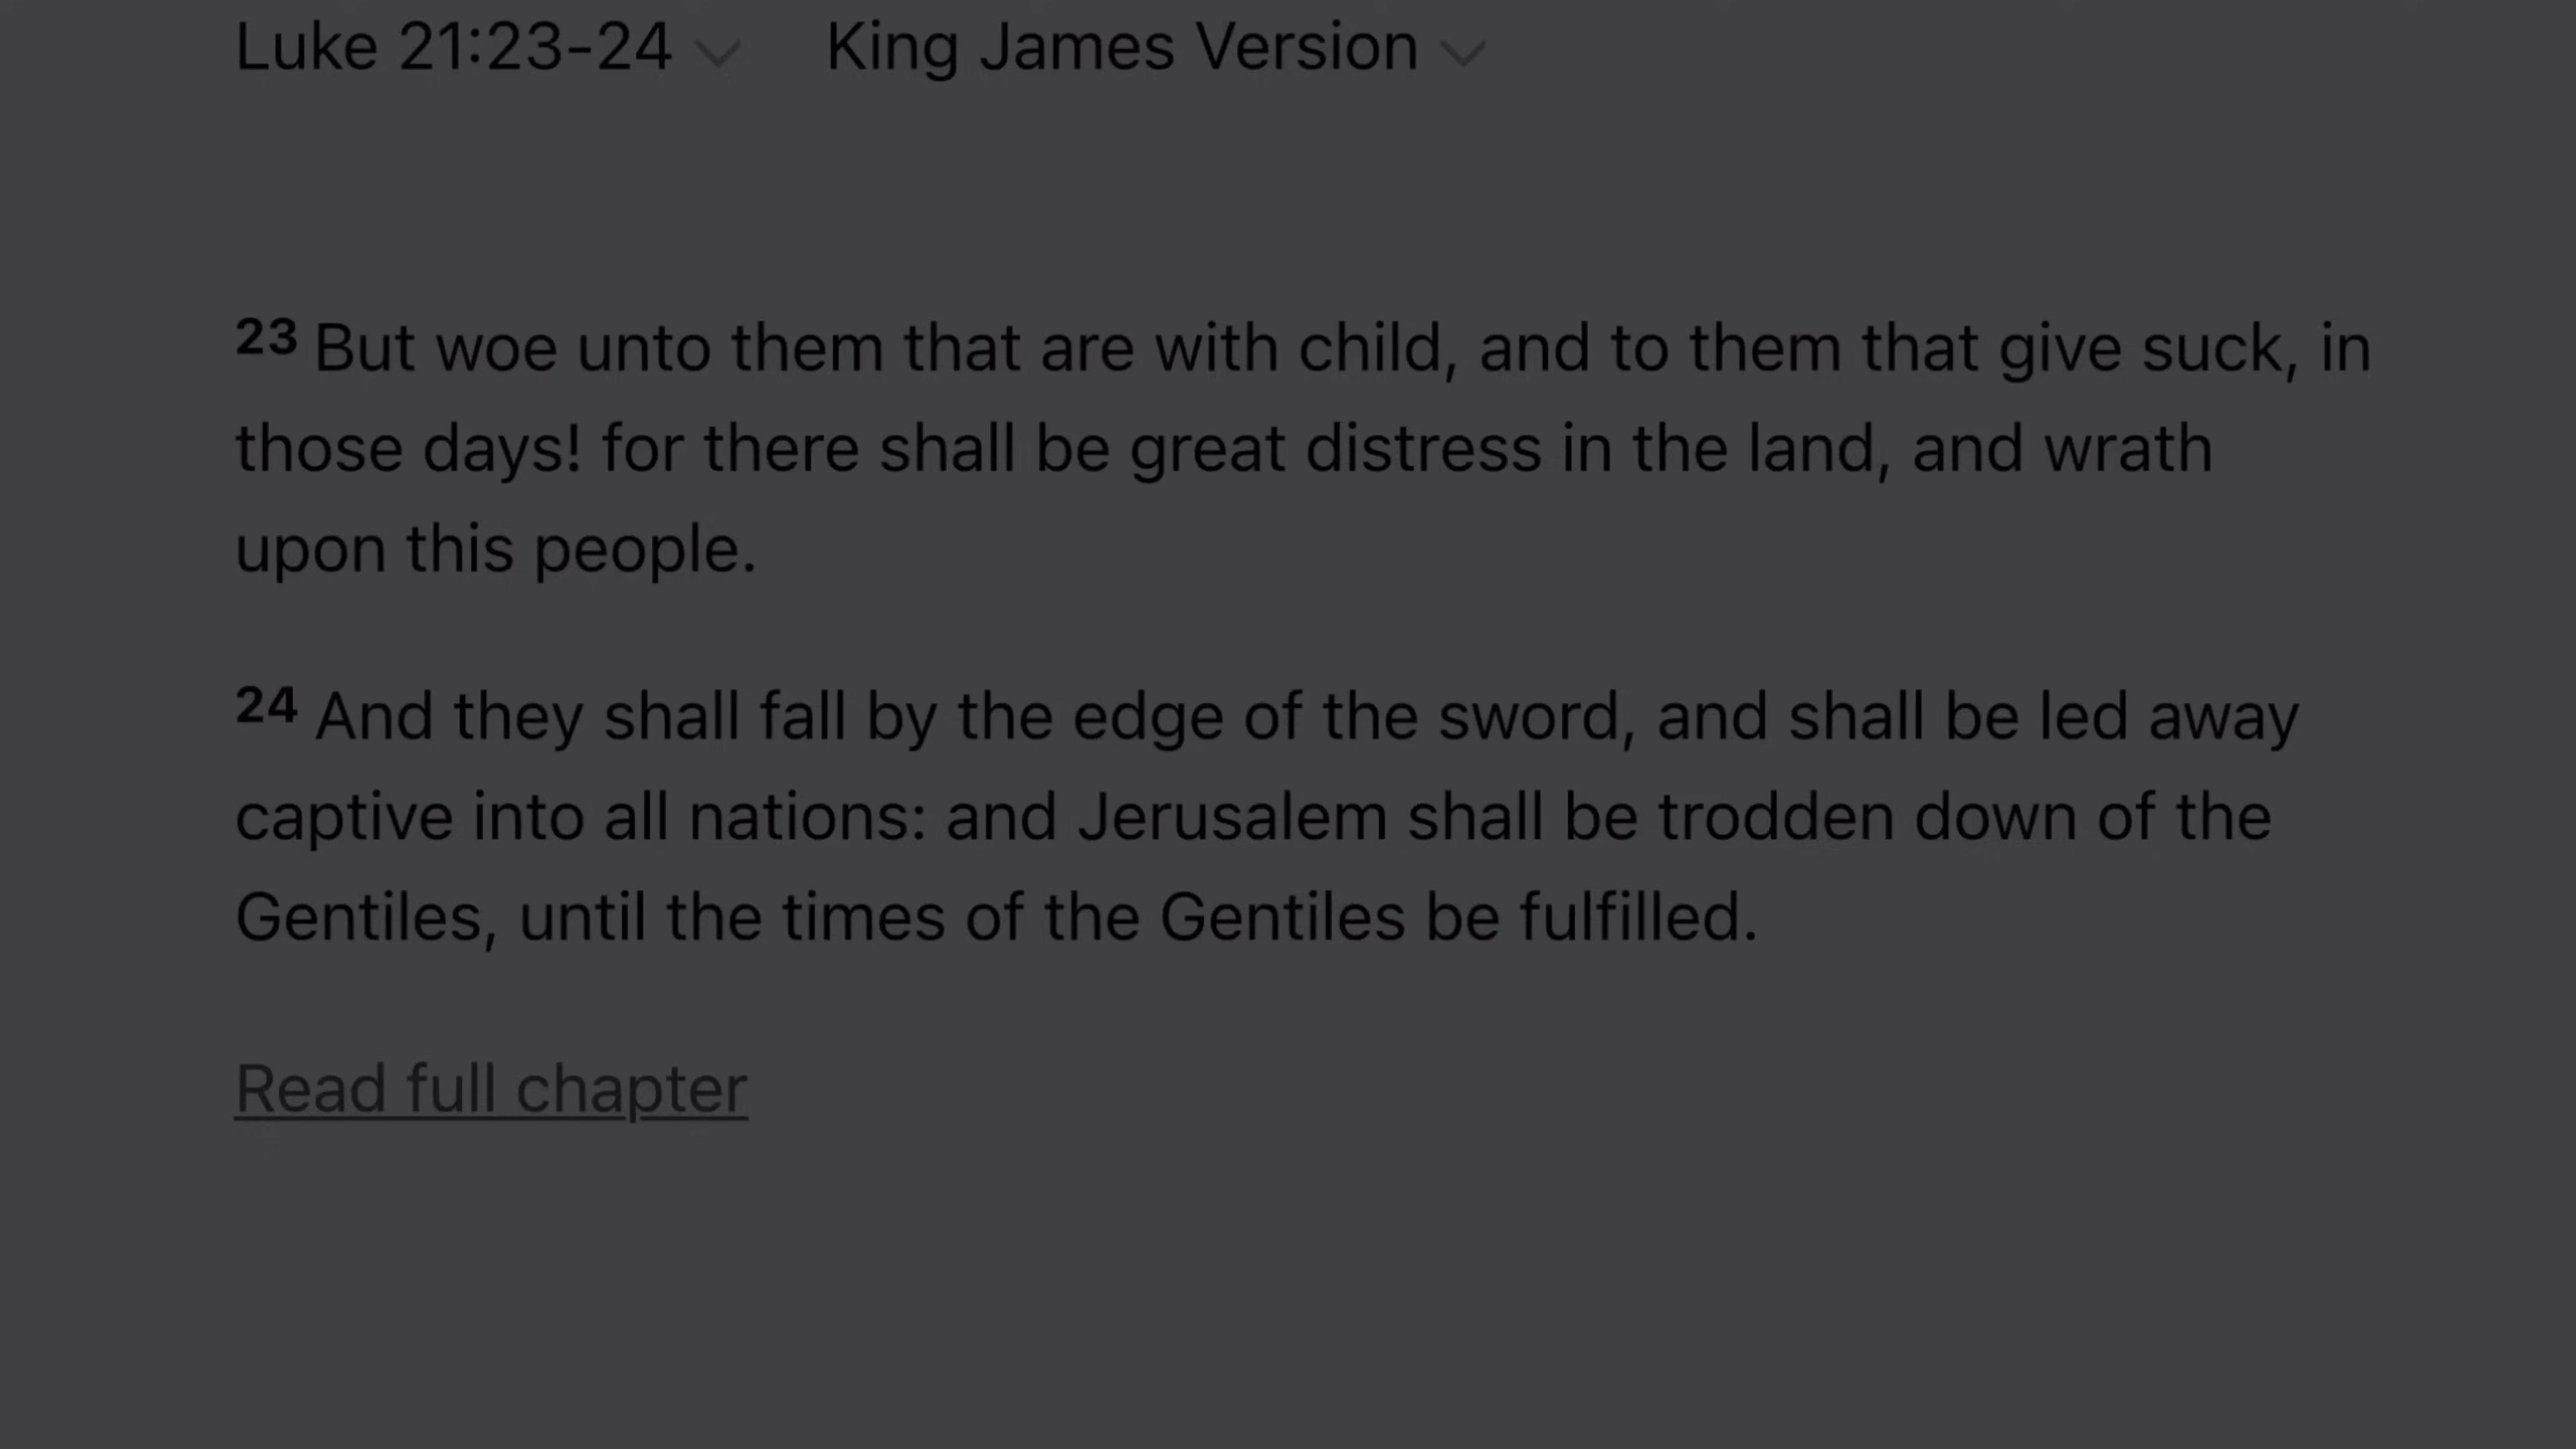 Luke 21:23-24 King James Version
23 But woe unto them that are with child, and to them that give suck, in
those days! for there shall be great distress in the land, and wrath
upon this people.
24 And they shall fall by the edge of the sword, and shall be led away
captive into all nations: and Jerusalem shall be trodden down of the
Gentiles, until the times of the Gentiles be fulfilled.
Read full chapter